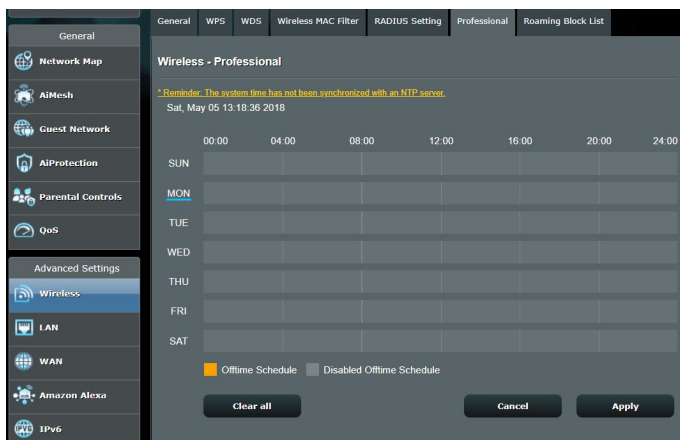 General
Network Map
AiMesh
Guest Network
AiProtection
Parental Controls
QoS
Advanced Settings
Wireless
LAN
WAN
Amazon Alexa
IPV6 IPv6
General WPS WDS Wireless MAC Filter RADIUS Setting Professional Roaming Block List
Wireless - Professional
* Reminder: The system time has not been synchronized with an NTP server.
Sat, May 05 13:18:36 2018
00:00 04:00 08:00 12:00 16:00 20:00 24:00
SUN
MON
TUE
WED
THU
FRI
SAT
Offtime Schedule Disabled Offtime Schedule
Clear all Cancel Apply